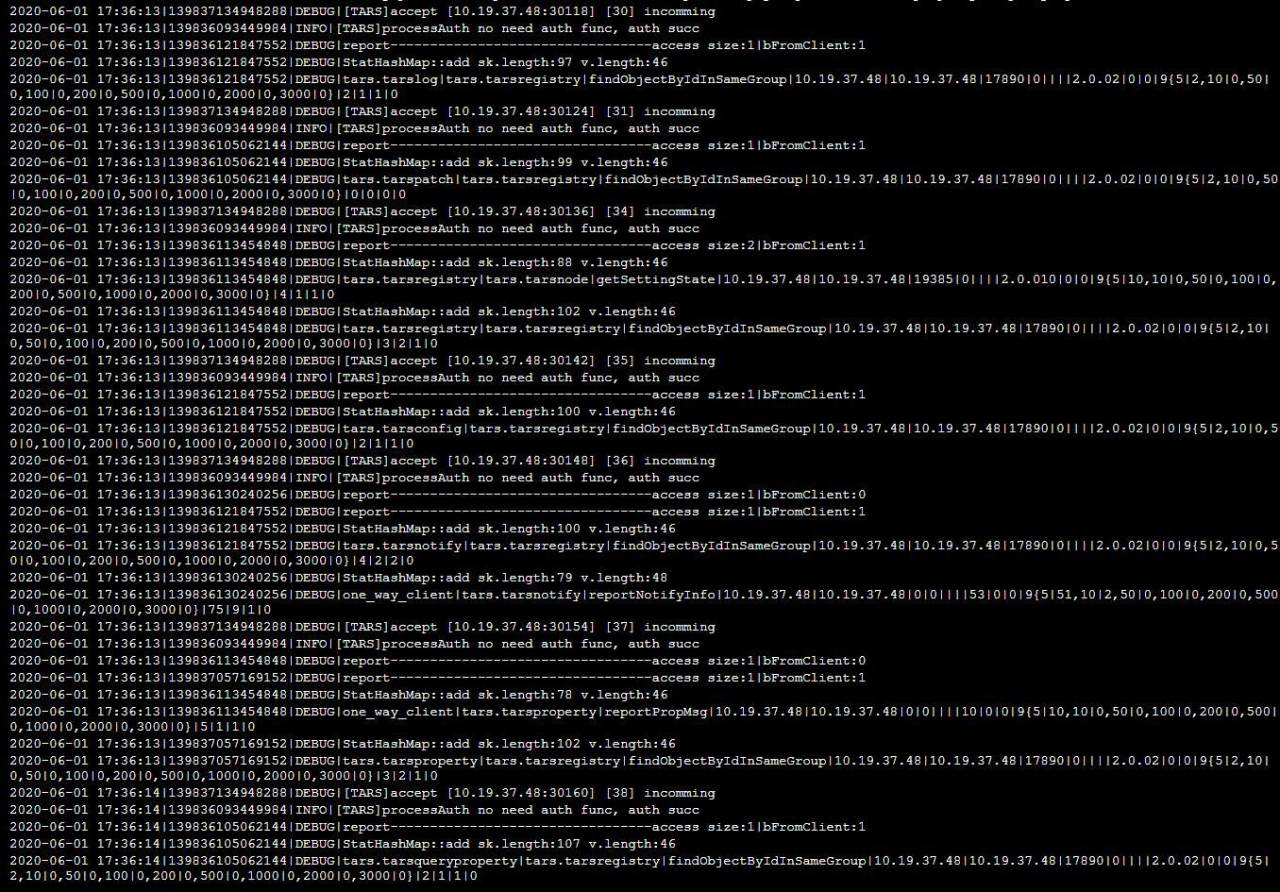 2020-06-01 17:36:13|139837134948288|DEBUG|[TARS]accept [10.19.37.48:30118] [30] incomming
2020-06-01 17:36:13|139836093449984|INFO|[TARS]processAuth no need auth func, auth succ
2020-06-01 17:36:13|139836121847552|DEBUG|report---------------------------------access size:1|bFromClient:1
2020-06-01 17:36:13|139836121847552|DEBUG|StatHashMap::add sk.length:97 v.length:46
2020-06-01 17:36:13|139836121847552|DEBUG|tars.tarslog|tars.tarsregistry|findObjectByIdInSameGroup|10.19.37.48|10.19.37.48|17890|0||||2.0.02|0|0|9{5|2,10|0,50|
0,100|0,200|0,500|0,1000|0,2000|0,3000|0}|2|1|1|0
2020-06-01 17:36:13|139837134948288|DEBUG|[TARS]accept [10.19.37.48:30124] [31] incomming
2020-06-01 17:36:13|139836093449984|INFO|[TARS]processAuth no need auth func, auth succ
2020-06-01 17:36:13|139836105062144|DEBUG|report---------------------------------access size:1|bFromClient:1
2020-06-01 17:36:13|139836105062144|DEBUG|StatHashMap::add sk.length:99 v.length:46
2020-06-01 17:36:13|139836105062144|DEBUG|tars.tarspatch|tars.tarsregistry|findObjectByIdInSameGroup|10.19.37.48|10.19.37.48|17890|0||||2.0.02|0|0|9{5|2,10|0,50
|0,100|0,200|0,500|0,1000|0,2000|0,3000|0}|0|0|0|0
2020-06-01 17:36:13|139837134948288|DEBUG|[TARS]accept [10.19.37.48:30136] [34] incomming
2020-06-01 17:36:13|139836093449984|INFO|[TARS]processAuth no need auth func, auth succ
2020-06-01 17:36:13|139836113454848|DEBUG|report---------------------------------access size:2|bFromClient:1
2020-06-01 17:36:13|139836113454848|DEBUG|StatHashMap::add sk.length:88 v.length:46
2020-06-01 17:36:13|139836113454848|DEBUG|tars.tarsregistry|tars.tarsnode|getSettingState|10.19.37.48|10.19.37.48|19385|0||||2.0.010|0|0|9{5|10,10|0,50|0,100|0,
200|0,500|0,1000|0,2000|0,3000|0}|4|1|1|0
2020-06-01 17:36:13|139836113454848|DEBUG|StatHashMap::add sk.length:102 v.length:46
2020-06-01 17:36:13|139836113454848|DEBUG|tars.tarsregistry|tars.tarsregistry|findObjectByIdInSameGroup|10.19.37.48|10.19.37.48|17890|0||||2.0.02|0|0|9{5|2,10|
0,50|0,100|0,200|0,500|0,1000|0,2000|0,3000|0}|3|2|1|0
2020-06-01 17:36:13|139837134948288|DEBUG|[TARS]accept [10.19.37.48:30142] [35] incomming
2020-06-01 17:36:13|139836093449984|INFO|[TARS]processAuth no need auth func, auth succ
2020-06-01 17:36:13|139836121847552|DEBUG|report---------------------------------access size:1|bFromClient:1
2020-06-01 17:36:13|139836121847552|DEBUG|StatHashMap::add sk.length:100 v.length:46
2020-06-01 17:36:13|139836121847552|DEBUG|tars.tarsconfig|tars.tarsregistry|findObjectByIdInSameGroup|10.19.37.48|10.19.37.48|17890|0||||2.0.02|0|0|9{5|2,10|0,5
0|0,100|0,200|0,500|0,1000|0,2000|0,3000|0}|2|1|1|0
2020-06-01 17:36:13|139837134948288|DEBUG|[TARS]accept [10.19.37.48:30148] [36] incomming
2020-06-01 17:36:13|139836093449984|INFO|[TARS]processAuth no need auth func, auth succ
2020-06-01 17:36:13|139836130240256|DEBUG|report---------------------------------access size:1|bFromClient:0
2020-06-01 17:36:13|139836121847552|DEBUG|report---------------------------------access size:1|bFromClient:1
2020-06-01 17:36:13|139836121847552|DEBUG|StatHashMap::add sk.length:100 v.length:46
2020-06-01 17:36:13|139836121847552|DEBUG|tars.tarsnotify|tars.tarsregistry|findObjectByIdInSameGroup|10.19.37.48|10.19.37.48|17890|0||||2.0.02|0|0|9{5|2,10|0,5
0|0,100|0,200|0,500|0,1000|0,2000|0,3000|0}|4|2|2|0
2020-06-01 17:36:13|139836130240256|DEBUG|StatHashMap::add sk.length:79 v.length:48
2020-06-01 17:36:13|139836130240256|DEBUG|one_way_client|tars.tarsnotify|reportNotifyInfo|10.19.37.48|10.19.37.48|0|0||||53|0|0|9{5|51,10|2,50|0,100|0,200|0,500
|0,1000|0,2000|0,3000|0}|75|9|1|0
2020-06-01 17:36:13|139837134948288|DEBUG|[TARS]accept [10.19.37.48:30154] [37] incomming
2020-06-01 17:36:13|139836093449984|INFO|[TARS]processAuth no need auth func, auth succ
2020-06-01 17:36:13|139836113454848|DEBUG|report---------------------------------access size:1|bFromClient:0
2020-06-01 17:36:13|139837057169152|DEBUG|report---------------------------------access size:1|bFromClient:1
2020-06-01 17:36:13|139836113454848|DEBUG|StatHashMap::add sk.length:78 v.length:46
2020-06-01 17:36:13|139836113454848|DEBUG|one_way_client|tars.tarsproperty|reportPropMsg|10.19.37.48|10.19.37.48|0|0||||10|0|0|9{5|10,10|0,50|0,100|0,200|0,500|
0,1000|0,2000|0,3000|0}|5|1|1|0
2020-06-01 17:36:13|139837057169152|DEBUG|StatHashMap::add sk.length:102 v.length:46
2020-06-01 17:36:13|139837057169152|DEBUG|tars.tarsproperty|tars.tarsregistry|findObjectByIdInSameGroup|10.19.37.48|10.19.37.48|17890|0||||2.0.02|0|0|9{5|2,10|
0,50|0,100|0,200|0,500|0,1000|0,2000|0,3000|0}|3|2|1|0
2020-06-01 17:36:14|139837134948288|DEBUG|[TARS]accept [10.19.37.48:30160] [38] incomming
2020-06-01 17:36:14|139836093449984|INFO|[TARS]processAuth no need auth func, auth succ
2020-06-01 17:36:14|139836105062144|DEBUG|report---------------------------------access size:1|bFromClient:1
2020-06-01 17:36:14|139836105062144|DEBUG|StatHashMap::add sk.length:107 v.length:46
2020-06-01 17:36:14|139836105062144|DEBUG|tars.tarsqueryproperty|tars.tarsregistry|findObjectByIdInSameGroup|10.19.37.48|10.19.37.48|17890|0||||2.0.02|0|0|9{5|
2,10|0,50|0,100|0,200|0,500|0,1000|0,2000|0,3000|0}|2|1|1|0